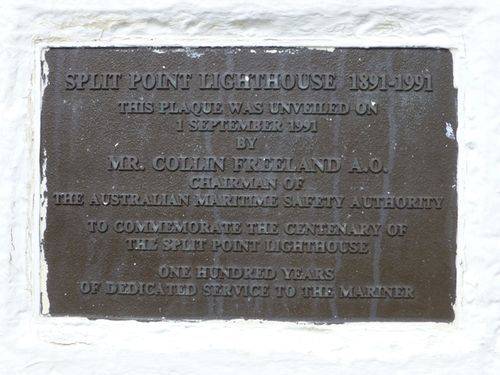 SPLIT POINT LIGHTHOUSE 1891-1991
THIS PLAQUE WAS UNVEILED ON
1 SEPTEMBER 1991
BY
MR. COLLIN FREELAND A.O.
CHAIRMAN OF
THE AUSTRALIAN MARITIME SAFETY AUTHORITY
TO COMMEMORATE THE CENTENARY OF
THE SPLIT POINT LIGHTHOUSE
ONE HUNDRED YEARS
OF DEDICATED SERVICE TO THE MARINER